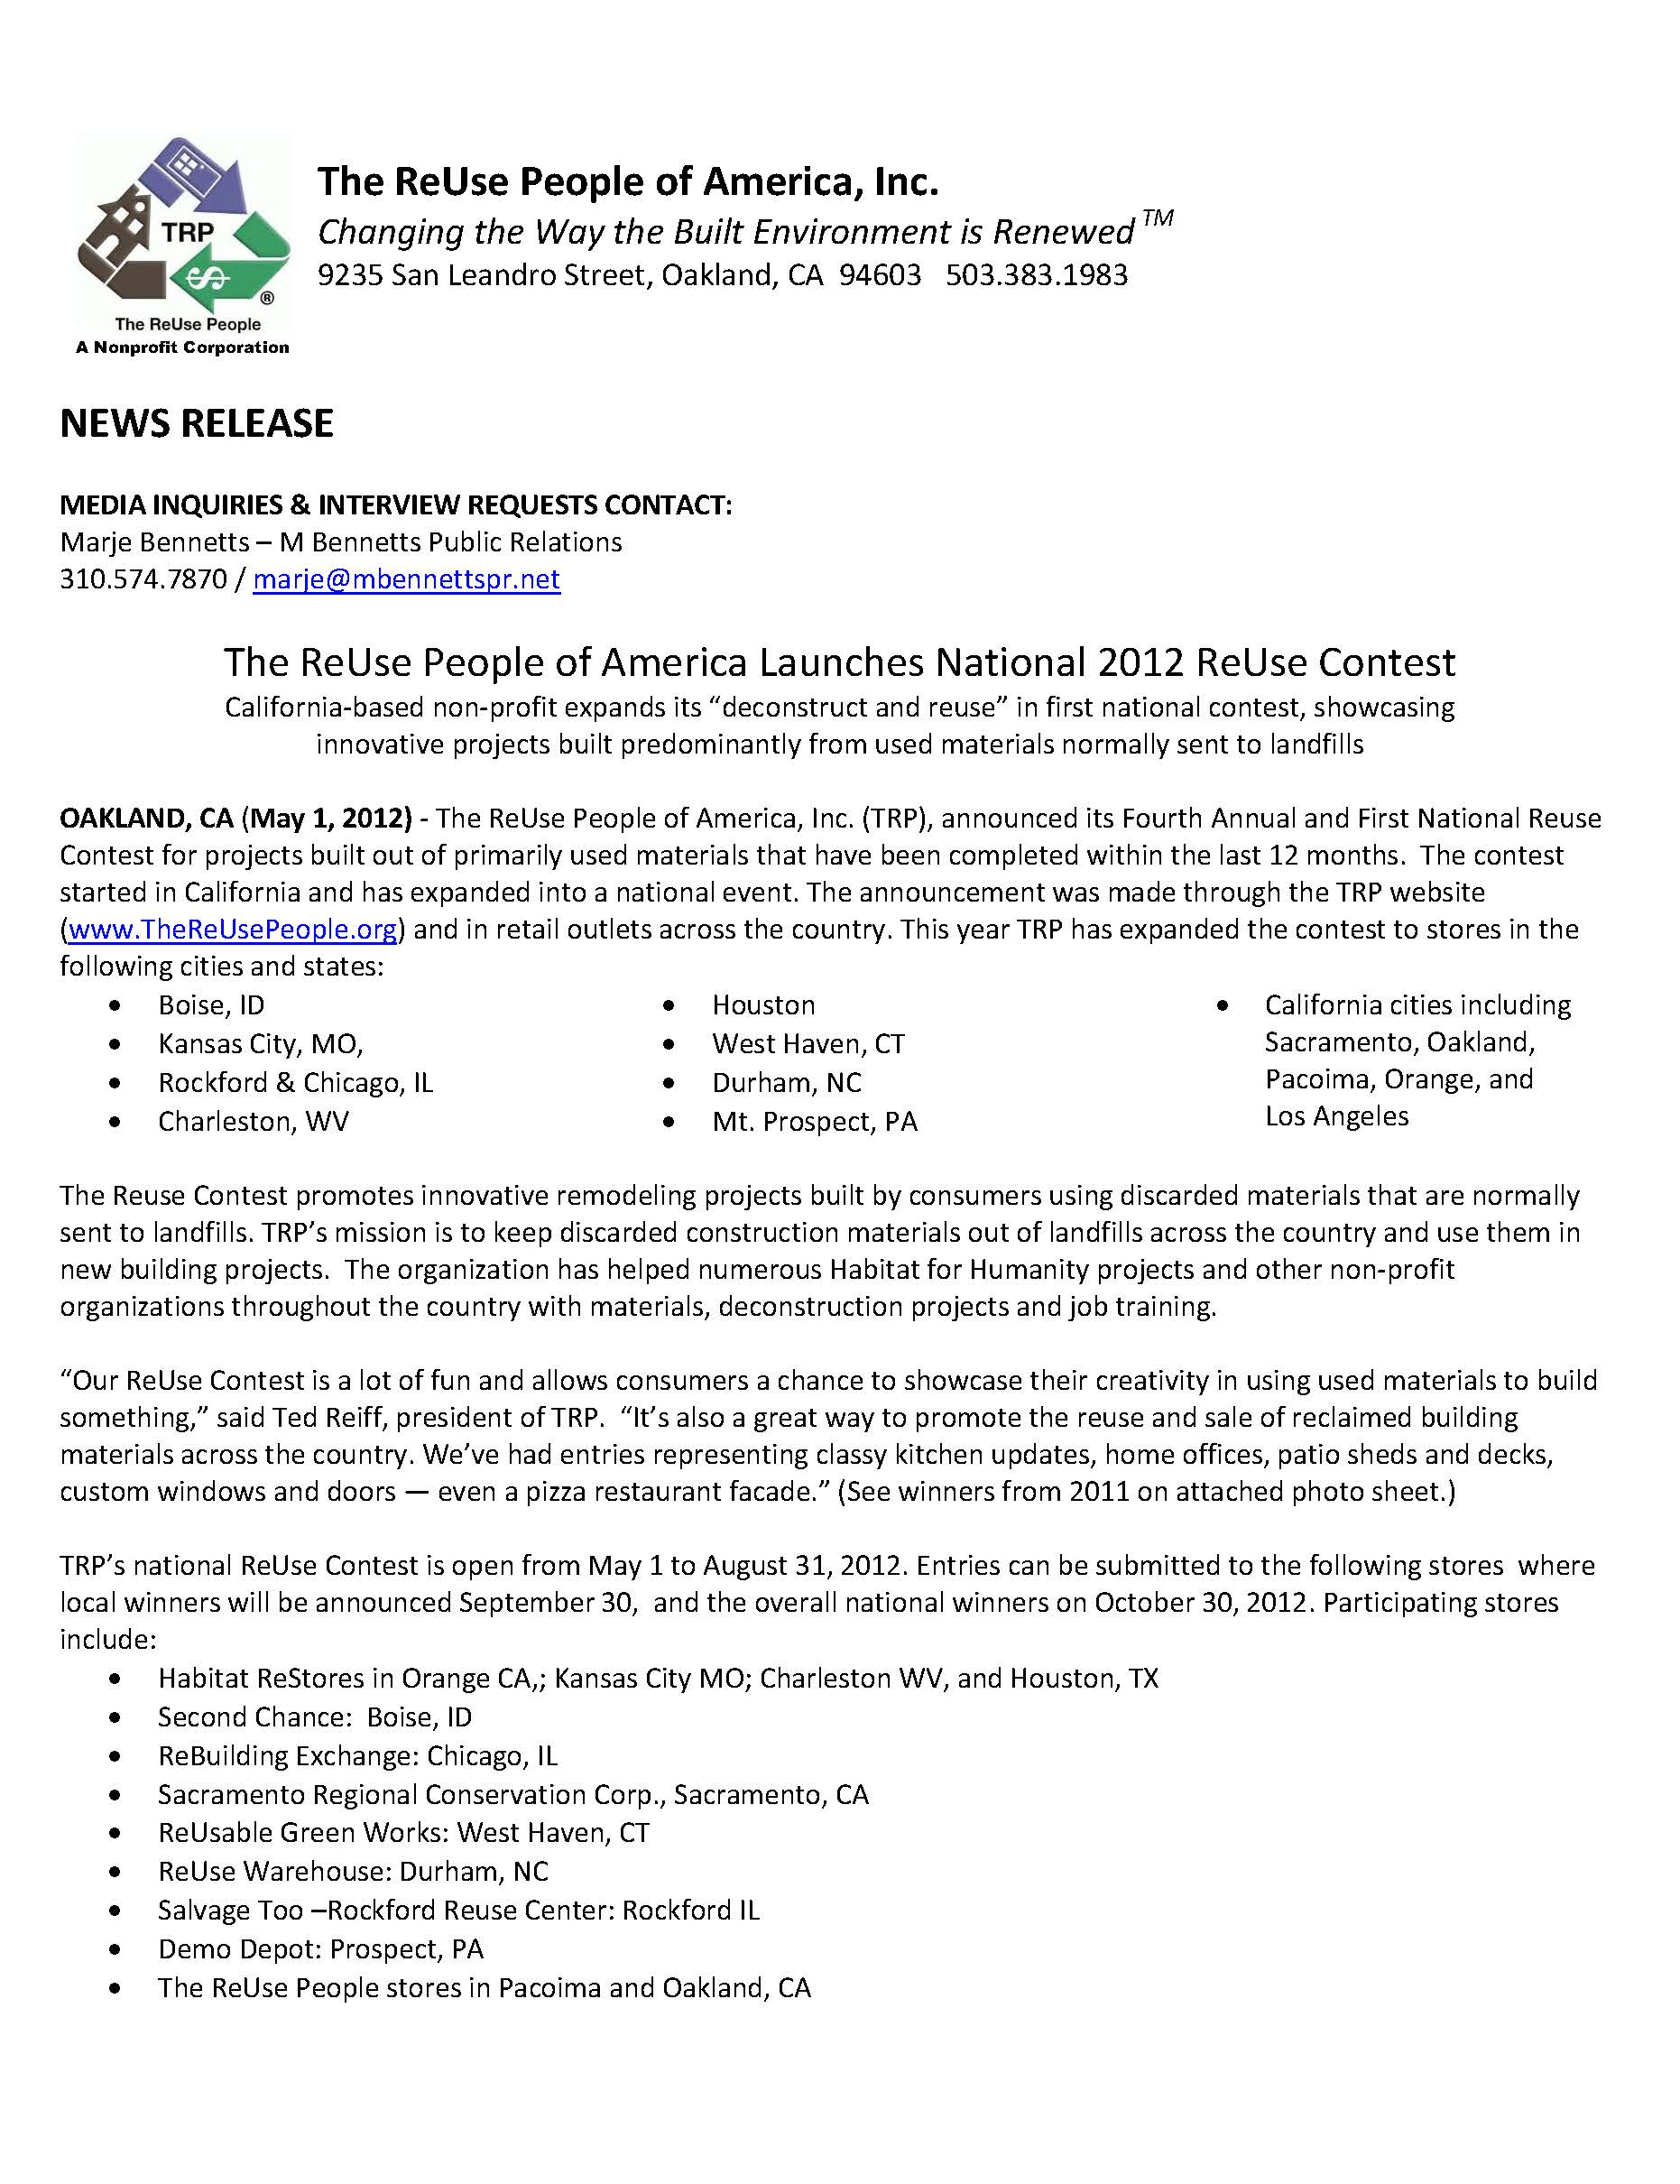 TRP
®
The ReUse People
A Nonprofit Corporation
The ReUse People of America, Inc.
Changing the Way the Built Environment is Renewed TM
9235 San Leandro Street, Oakland, CA  94603   503.383.1983
NEWS RELEASE
MEDIA INQUIRIES & INTERVIEW REQUESTS CONTACT:
Marje Bennetts – M Bennetts Public Relations
310.574.7870 / marje@mbennettspr.net
The ReUse People of America Launches National 2012 ReUse Contest
California-based non-profit expands its “deconstruct and reuse” in first national contest, showcasing
innovative projects built predominantly from used materials normally sent to landfills
OAKLAND, CA (May 1, 2012) - The ReUse People of America, Inc. (TRP), announced its Fourth Annual and First National Reuse
Contest for projects built out of primarily used materials that have been completed within the last 12 months.  The contest
started in California and has expanded into a national event. The announcement was made through the TRP website
(www.TheReUsePeople.org) and in retail outlets across the country. This year TRP has expanded the contest to stores in the
following cities and states:
• Boise, ID
• Kansas City, MO,
• Rockford & Chicago, IL
• Charleston, WV
• Houston
• West Haven, CT
• Durham, NC
• Mt. Prospect, PA
• California cities including
Sacramento, Oakland,
Pacoima, Orange, and
Los Angeles
The Reuse Contest promotes innovative remodeling projects built by consumers using discarded materials that are normally
sent to landfills. TRP’s mission is to keep discarded construction materials out of landfills across the country and use them in
new building projects.  The organization has helped numerous Habitat for Humanity projects and other non-profit
organizations throughout the country with materials, deconstruction projects and job training.
“Our ReUse Contest is a lot of fun and allows consumers a chance to showcase their creativity in using used materials to build
something,” said Ted Reiff, president of TRP.  “It’s also a great way to promote the reuse and sale of reclaimed building
materials across the country. We’ve had entries representing classy kitchen updates, home offices, patio sheds and decks,
custom windows and doors — even a pizza restaurant facade.” (See winners from 2011 on attached photo sheet.)
TRP’s national ReUse Contest is open from May 1 to August 31, 2012. Entries can be submitted to the following stores  where
local winners will be announced September 30,  and the overall national winners on October 30, 2012. Participating stores
include:
• Habitat ReStores in Orange CA,; Kansas City MO; Charleston WV, and Houston, TX
• Second Chance:  Boise, ID
• ReBuilding Exchange: Chicago, IL
• Sacramento Regional Conservation Corp., Sacramento, CA
• ReUsable Green Works: West Haven, CT
• ReUse Warehouse: Durham, NC
• Salvage Too –Rockford Reuse Center: Rockford IL
• Demo Depot: Prospect, PA
• The ReUse People stores in Pacoima and Oakland, CA